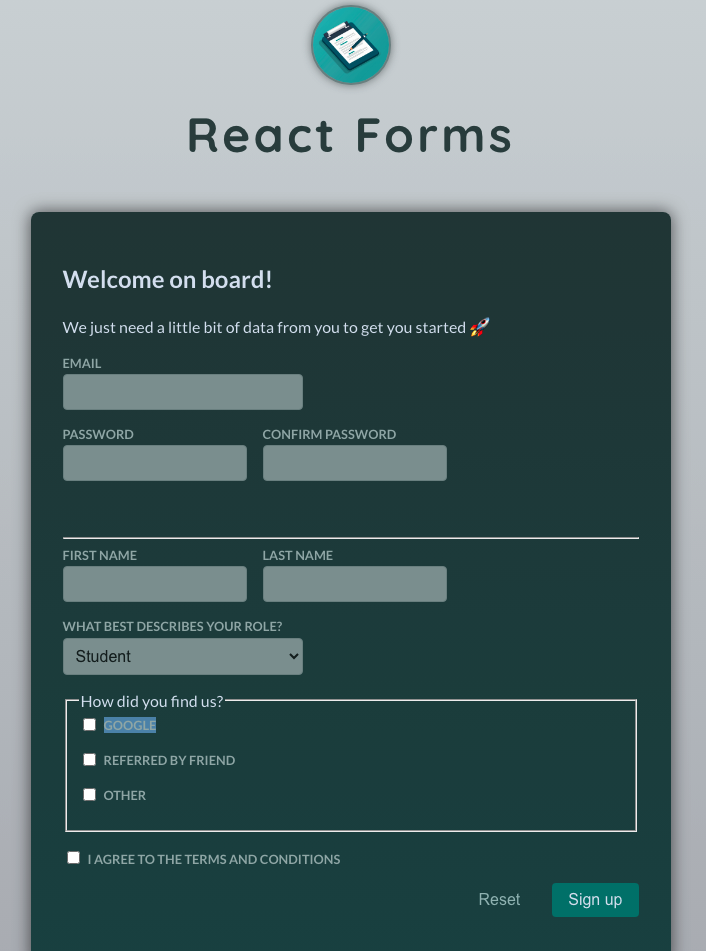 React Forms
Welcome on board!
We just need a little bit of data from you to get you started 🚀
EMAIL
PASSWORD CONFIRM PASSWORD
FIRST NAME LAST NAME
WHAT BEST DESCRIBES YOUR ROLE?
Student
How did you find us?
GOOGLE
REFERRED BY FRIEND
OTHER
I AGREE TO THE TERMS AND CONDITIONS
Reset Sign up